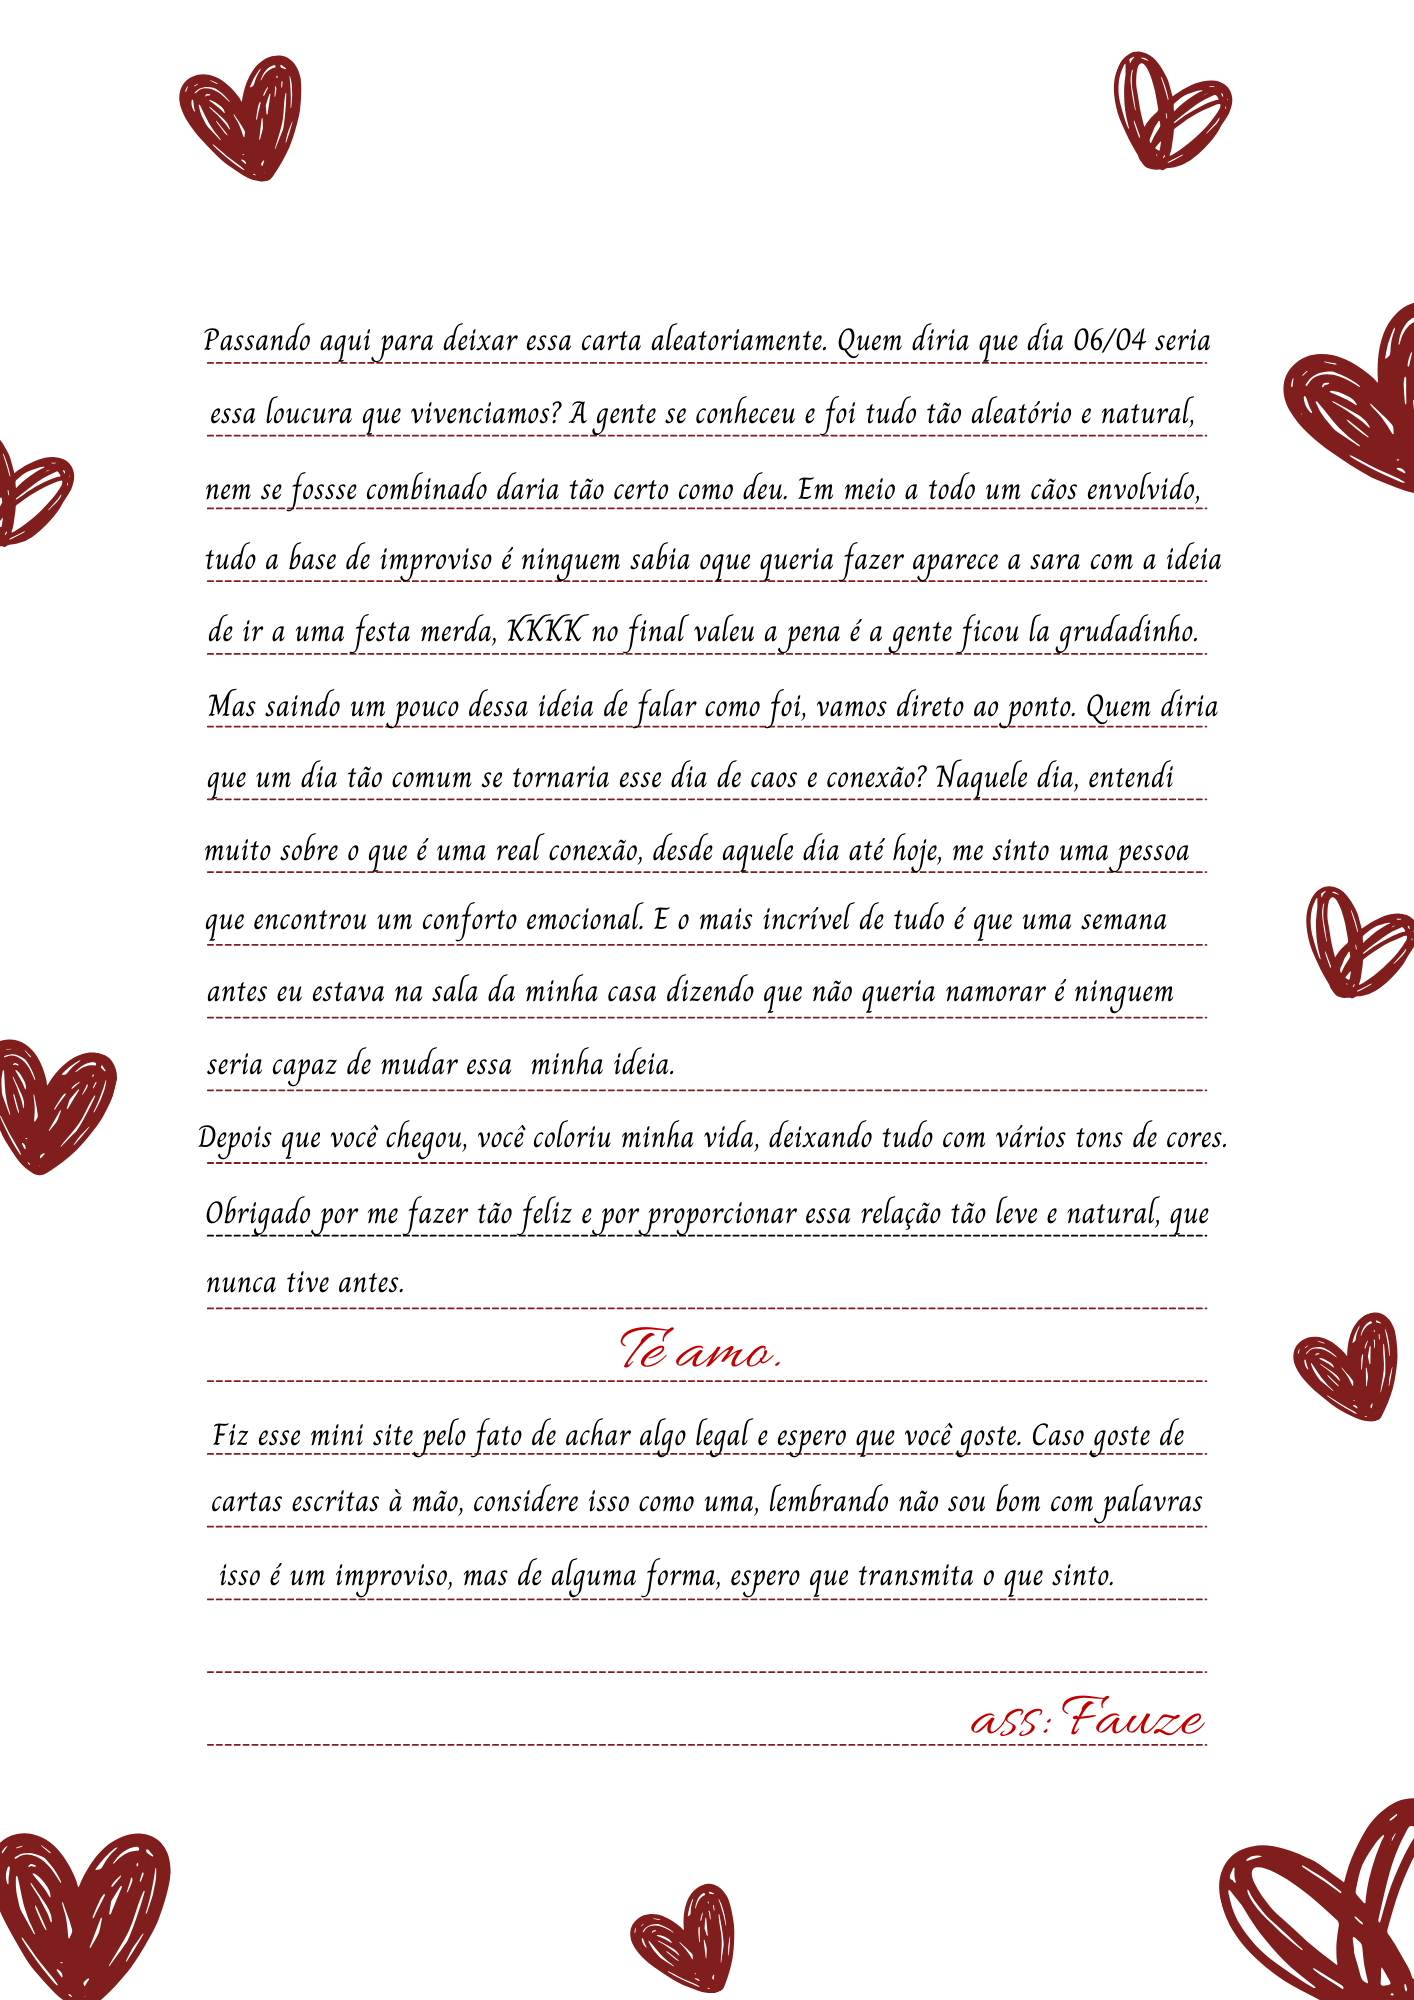 Passando aqui para deixar essa carta aleatoriamente. Quem diria que dia 06/04 seria
essa loucura que vivenciamos? A gente se conheceu e foi tudo tão aleatório e natural,
nem se fossse combinado daria tão certo como deu. Em meio a todo um cãos envolvido,
tudo a base de improviso é ninguem sabia oque queria fazer aparece a sara com a ideia
de ir a uma festa merda, KKKK no final valeu a pena é a gente ficou la grudadinho.
Mas saindo um pouco dessa ideia de falar como foi, vamos direto ao ponto. Quem diria
que um dia tão comum se tornaria esse dia de caos e conexão? Naquele dia, entendi
muito sobre o que é uma real conexão, desde aquele dia até hoje, me sinto uma pessoa
que encontrou um conforto emocional. E o mais incrível de tudo é que uma semana
antes eu estava na sala da minha casa dizendo que não queria namorar é ninguem
seria capaz de mudar essa  minha ideia.
Depois que você chegou, você coloriu minha vida, deixando tudo com vários tons de cores.
Obrigado por me fazer tão feliz e por proporcionar essa relação tão leve e natural, que
nunca tive antes.
Te amo.
Fiz esse mini site pelo fato de achar algo legal e espero que você goste. Caso goste de
cartas escritas à mão, considere isso como uma, lembrando não sou bom com palavras
isso é um improviso, mas de alguma forma, espero que transmita o que sinto.
ass: Fauze